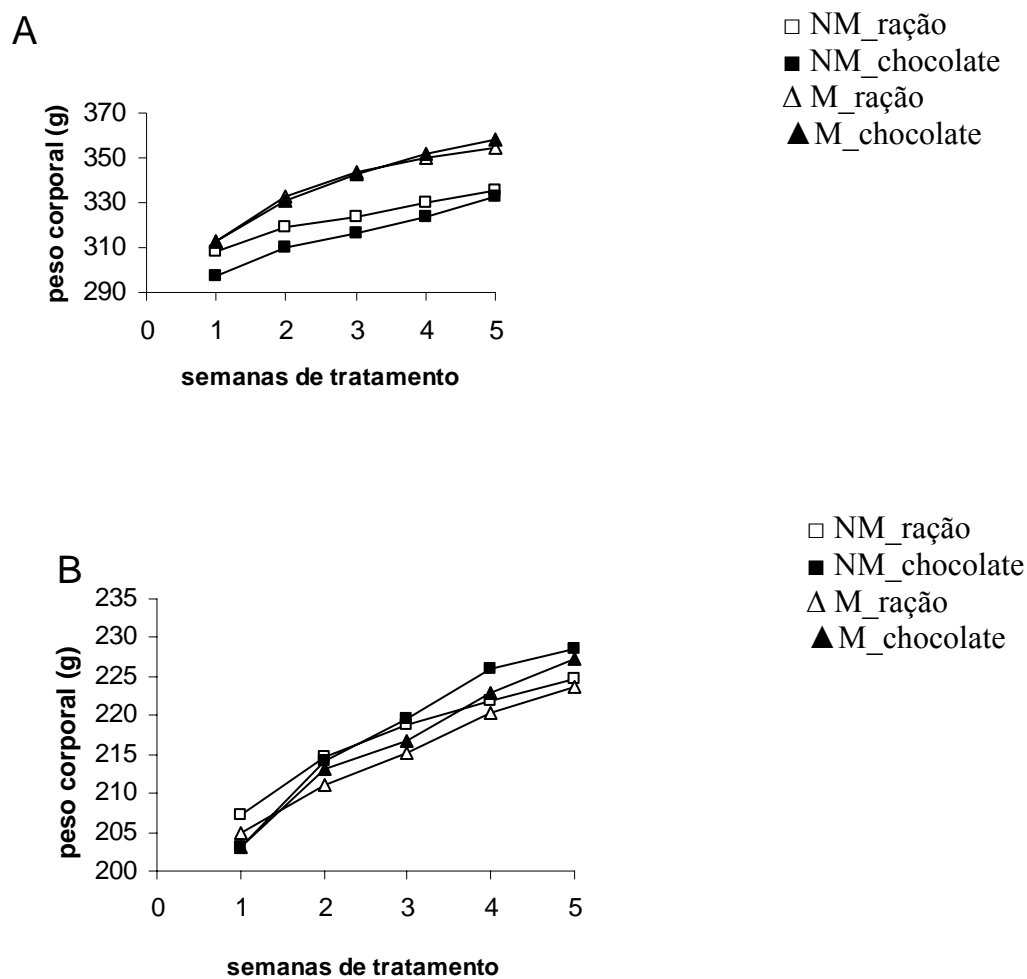 A
□ NM_ração
■ NM_chocolate
Δ M_ração
▲ M_chocolate
peso corporal (g)
370
350
330
310
290
0 1 2 3 4 5
semanas de tratamento
B
□ NM_ração
■ NM_chocolate
Δ M_ração
▲ M_chocolate
peso corporal (g)
235
230
225
220
215
210
205
200
0 1 2 3 4 5
semanas de tratamento